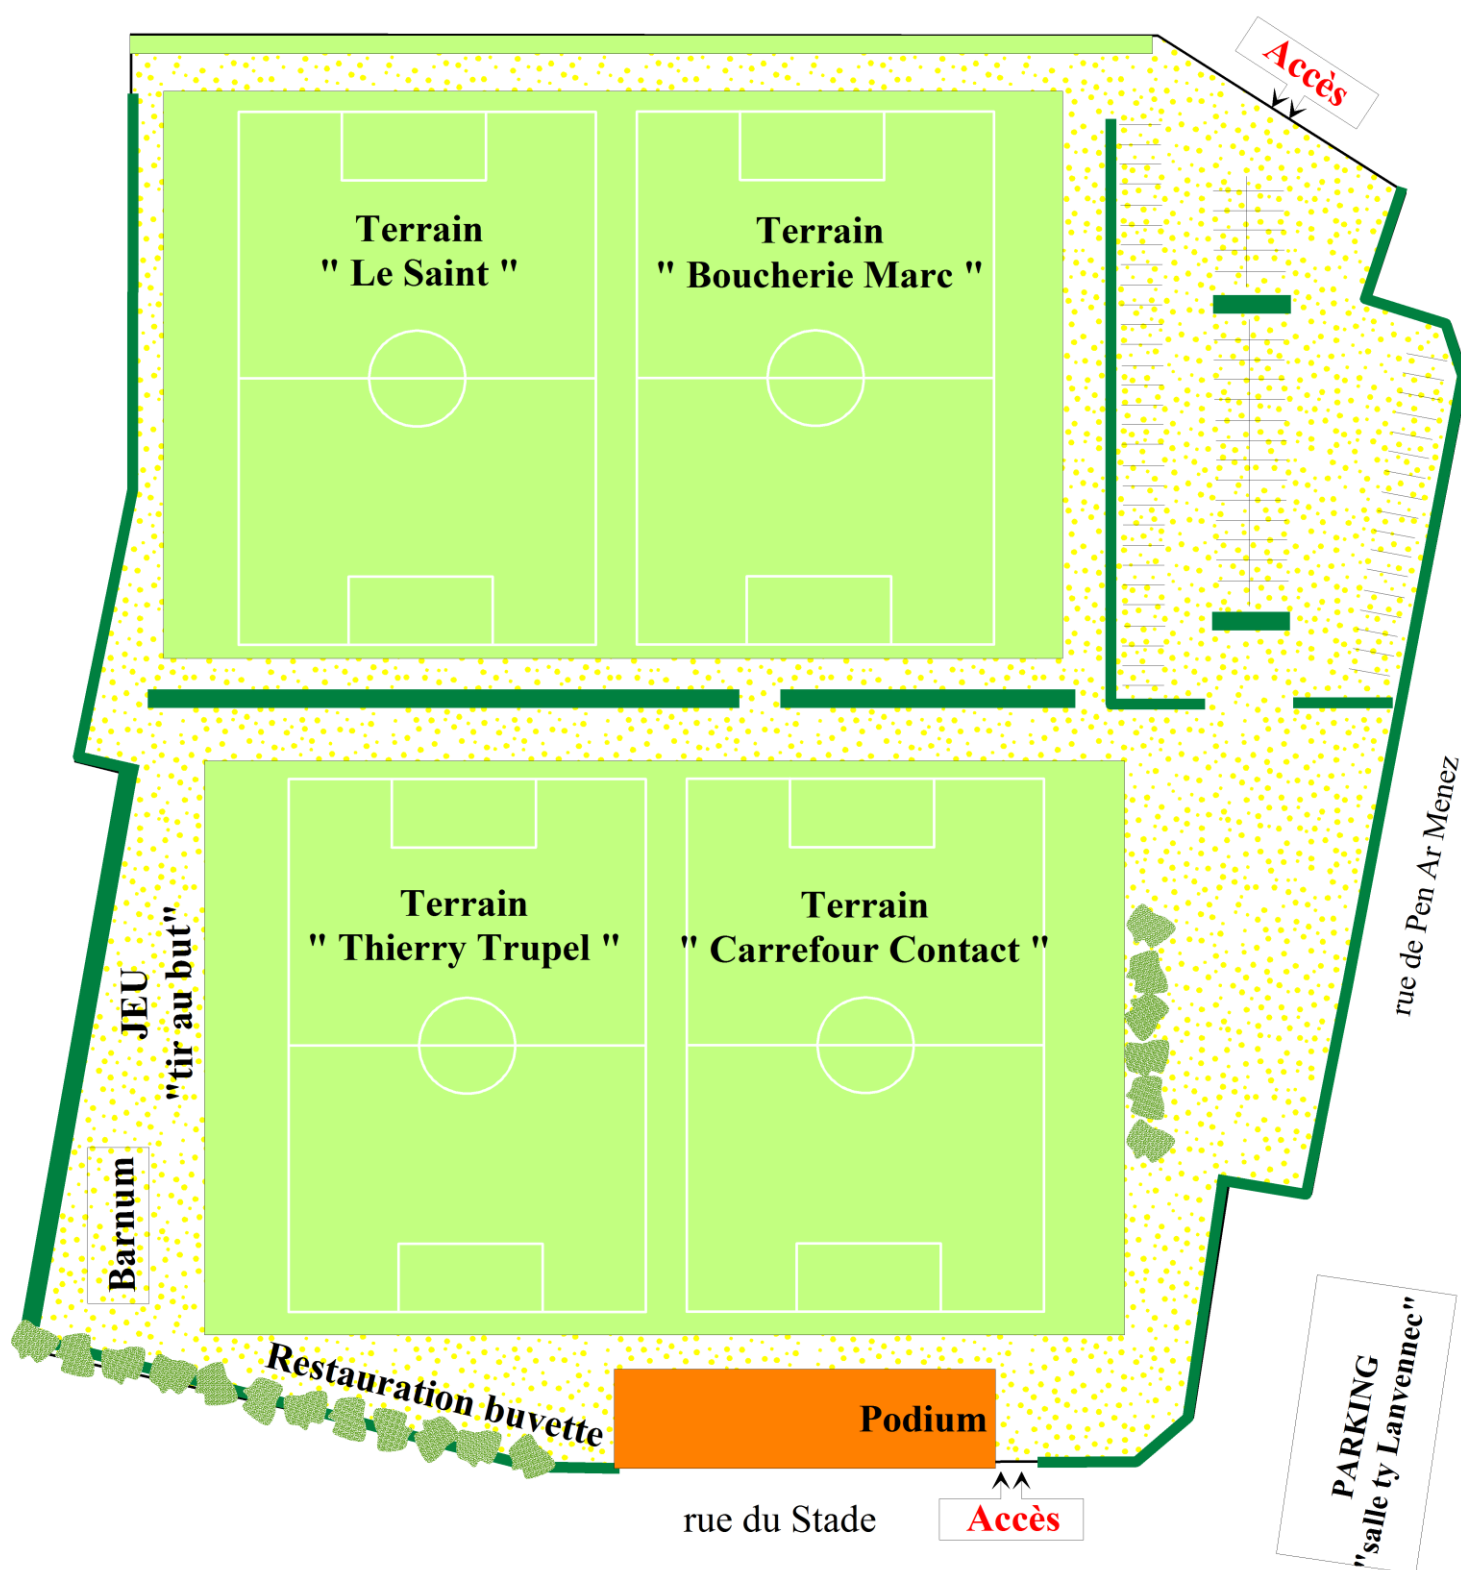 Accès
Terrain
" Le Saint "
Terrain
" Boucherie Marc "
rue de Pen Ar Menez
Terrain
" Thierry Trupel "
Terrain
" Carrefour Contact "
JEU
"tir au but"
Barnum
Restauration buvette
Podium
PARKING
"salle ty Lanvennec"
rue du Stade
Accès